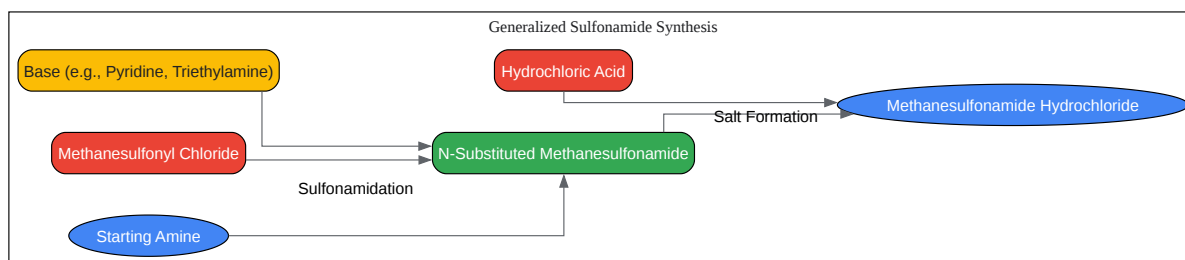 Generalized Sulfonamide Synthesis
Base (e.g., Pyridine, Triethylamine)
Hydrochloric Acid
Methanesulfonamide Hydrochloride
Salt Formation
Methanesulfonyl Chloride
N-Substituted Methanesulfonamide
Sulfonamidation
Starting Amine